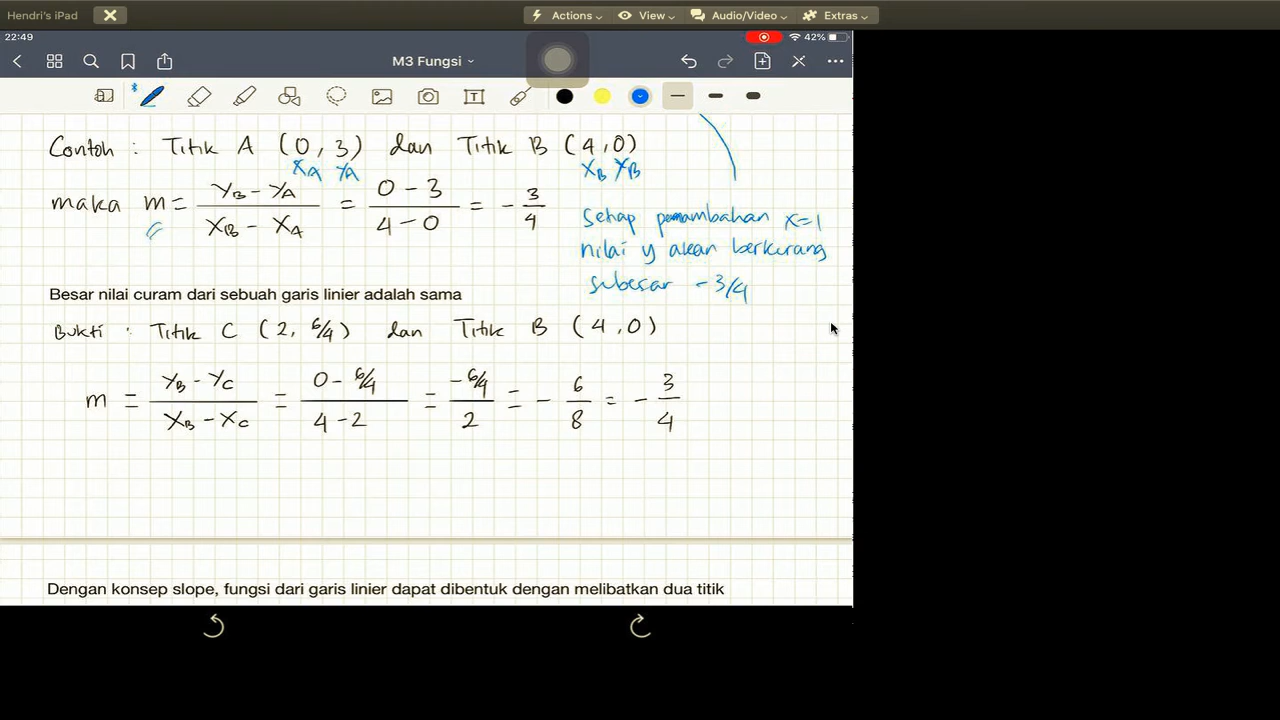 Hendri's iPad
Actions View Audio/Video Extras
22:49 42%
M3 Fungsi
Contoh : Titik A (0, 3) dan Titik B (4,0)
XA YA XB YB
maka m = YB - YA / XB - XA = 0 - 3 / 4 - 0 = - 3/4
Setiap penambahan x=1
nilai y akan berkurang
sebesar - 3/4
Besar nilai curam dari sebuah garis linier adalah sama
Bukti : Titik C (2, 6/4) dan Titik B (4,0)
m = YB - YC / XB - XC = 0 - 6/4 / 4 - 2 = - 6/4 / 2 = - 6/8 = - 3/4
Dengan konsep slope, fungsi dari garis linier dapat dibentuk dengan melibatkan dua titik